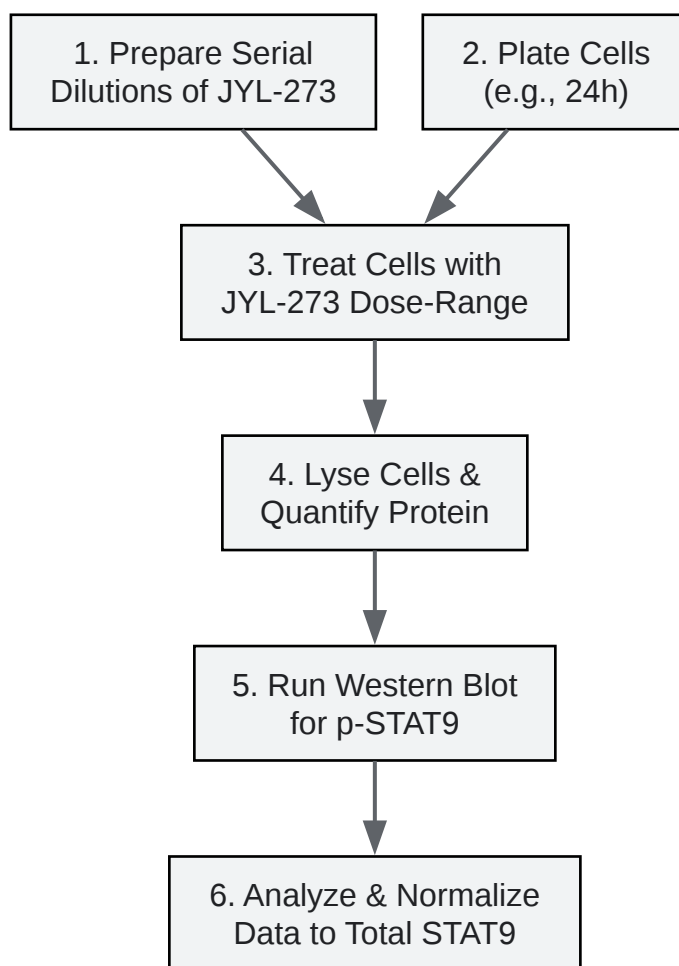 1. Prepare Serial
Dilutions of JYL-273
2. Plate Cells
(e.g., 24h)
3. Treat Cells with
JYL-273 Dose-Range
4. Lyse Cells &
Quantify Protein
5. Run Western Blot
for p-STAT9
6. Analyze & Normalize
Data to Total STAT9